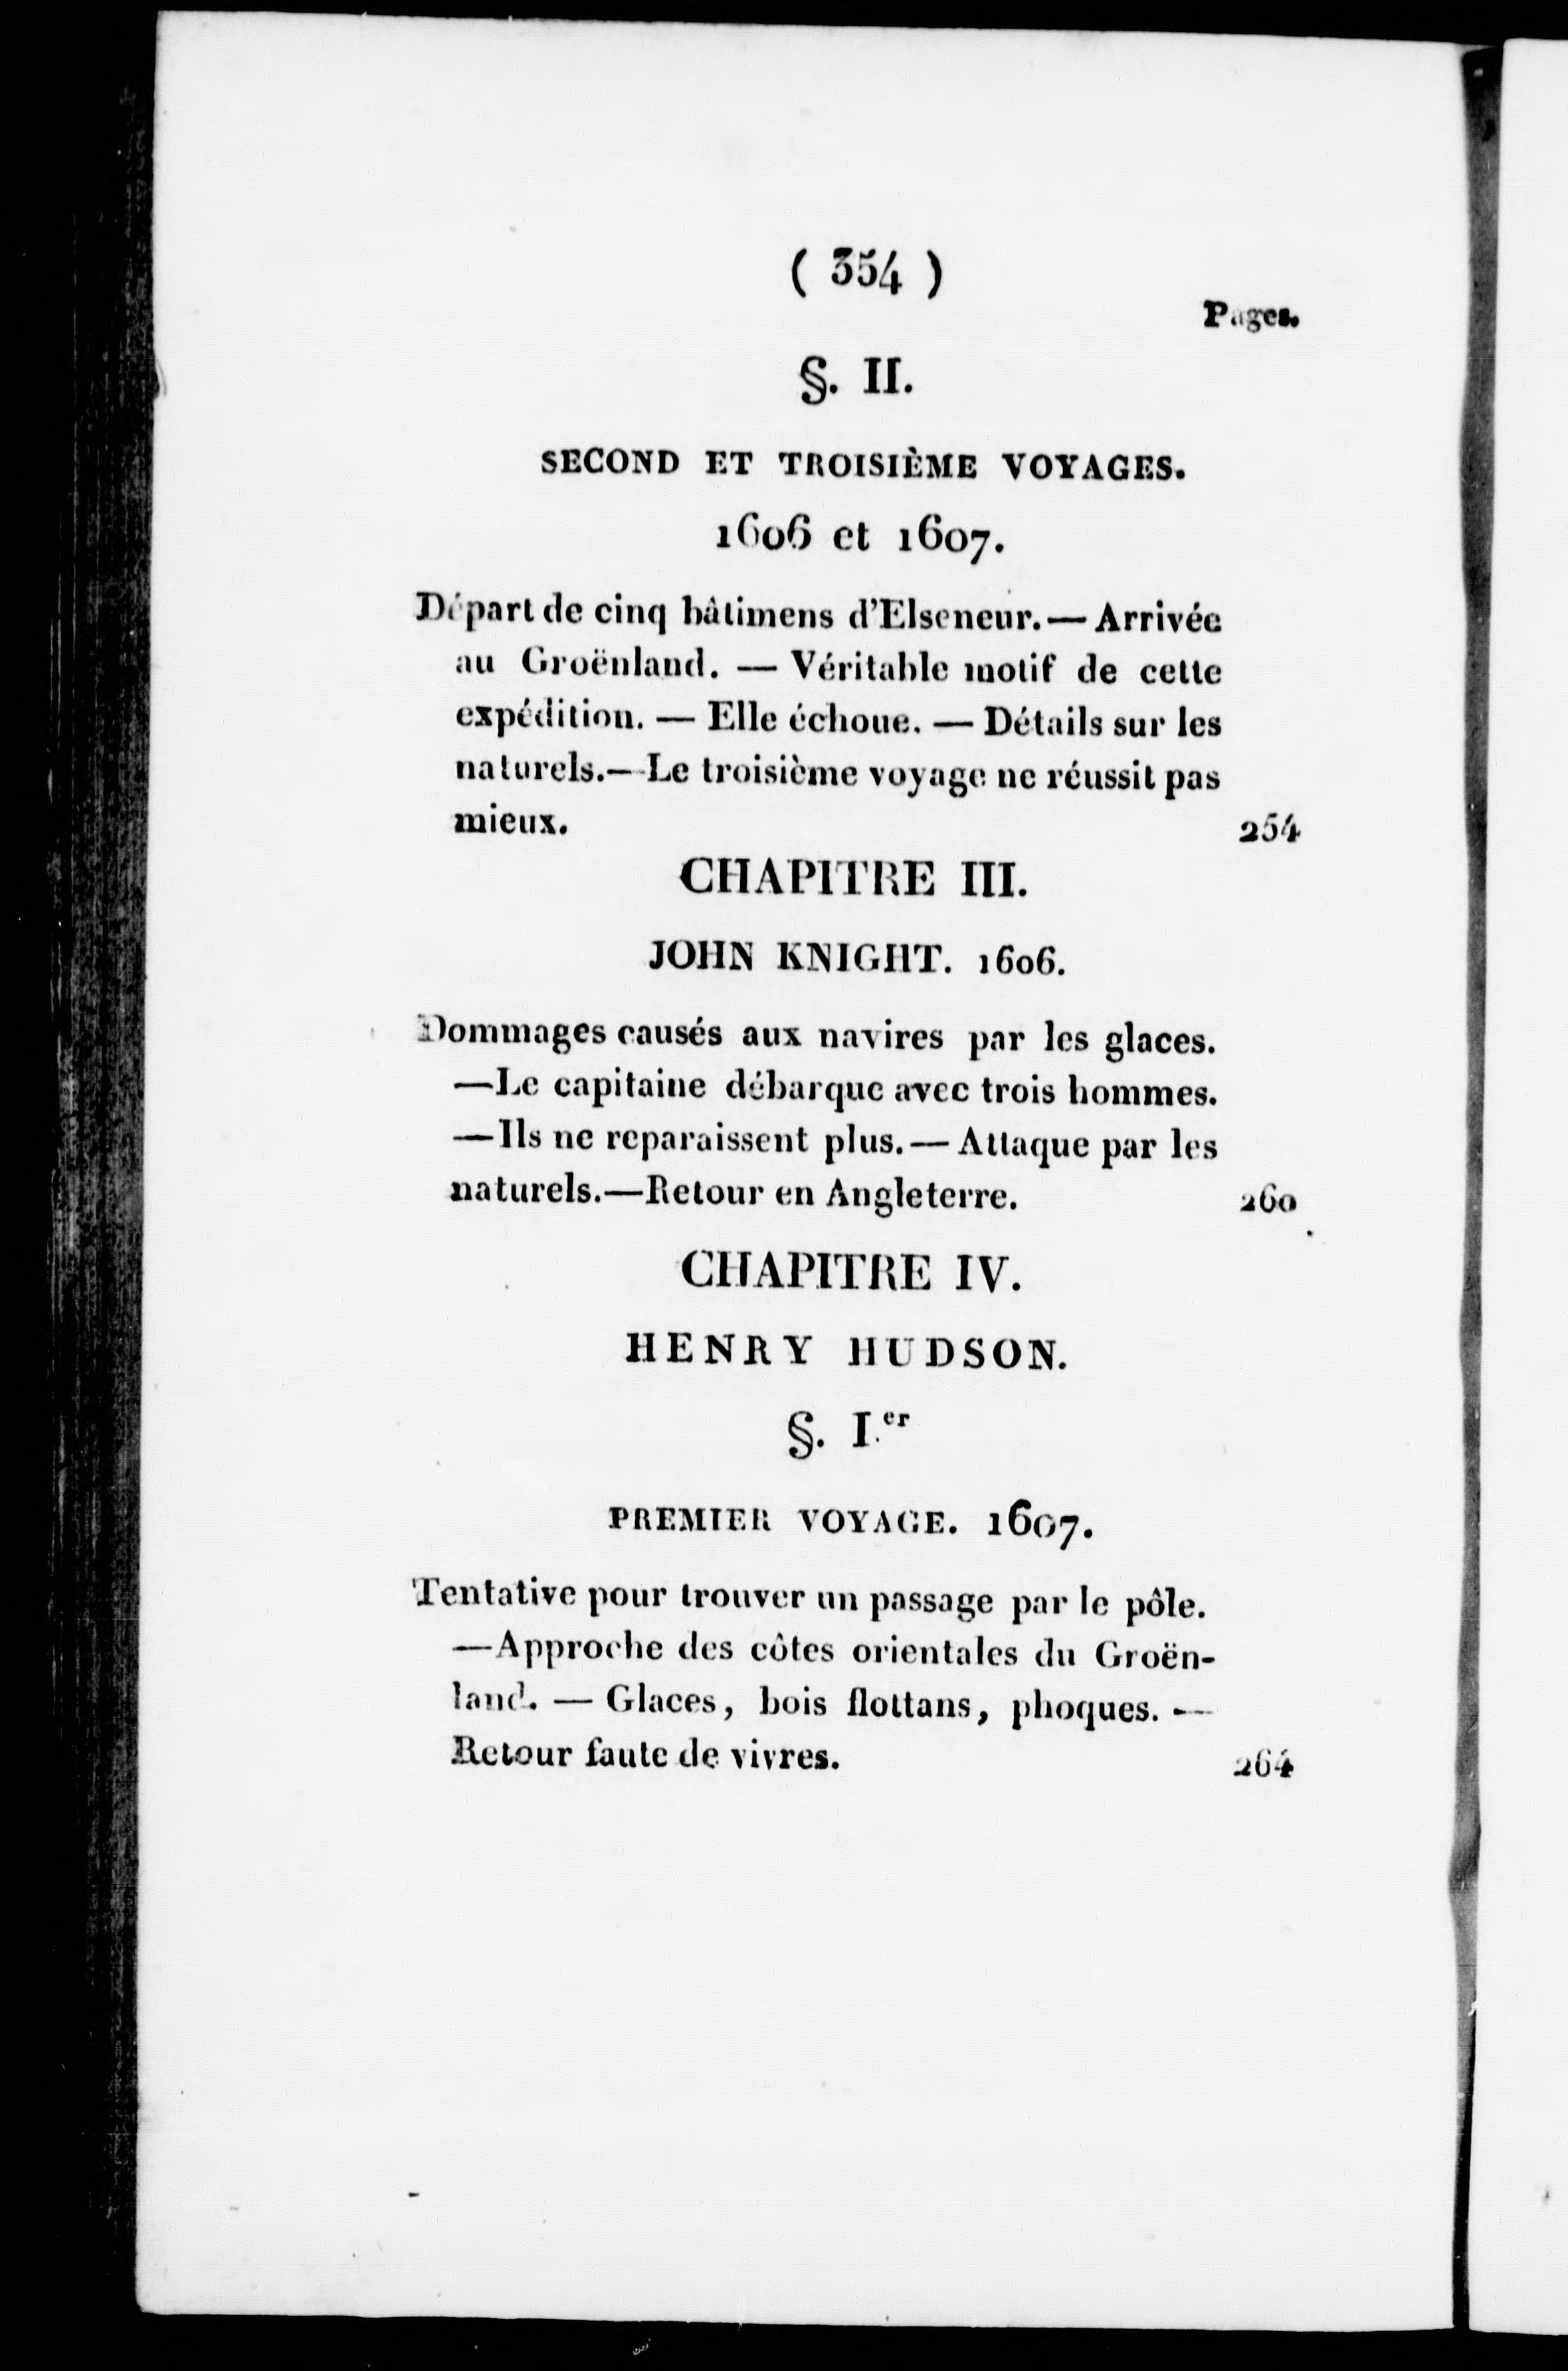 ( 354 )
Pages.
§. II.
SECOND ET TROISIÈME VOYAGES.
1606 et 1607.
Départ de cinq bâtimens d'Elseneur.— Arrivée
au Groënland. — Véritable motif de cette
expédition. — Elle échoue. — Détails sur les
naturels.—Le troisième voyage ne réussit pas
mieux. 254
CHAPITRE III.
JOHN KNIGHT. 1606.
Dommages causés aux navires par les glaces.
—Le capitaine débarque avec trois hommes.
—Ils ne reparaissent plus.— Attaque par les
naturels.—Retour en Angleterre. 260
CHAPITRE IV.
HENRY HUDSON.
§. I.er
PREMIER VOYAGE. 1607.
Tentative pour trouver un passage par le pôle.
—Approche des côtes orientales du Groën-
land. — Glaces, bois flottans, phoques. —
Retour faute de vivres. 264